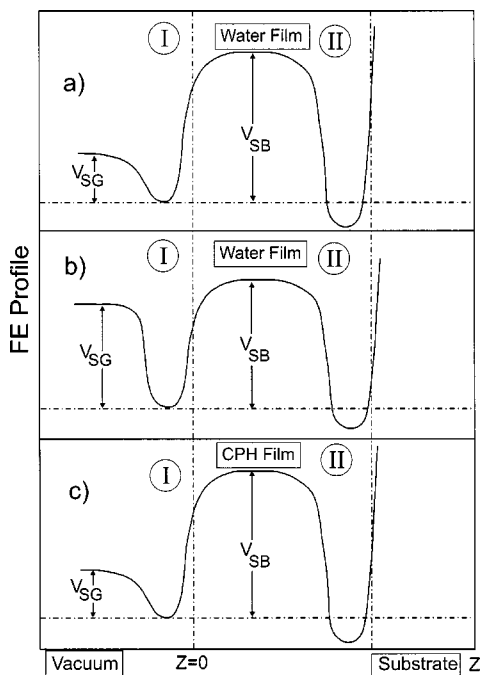 FE Profile
I
Water Film
II
a)
V_SG
V_SB
I
Water Film
II
b)
V_SG
V_SB
I
CPH Film
II
c)
V_SG
V_SB
Vacuum
Z=0
Substrate
Z